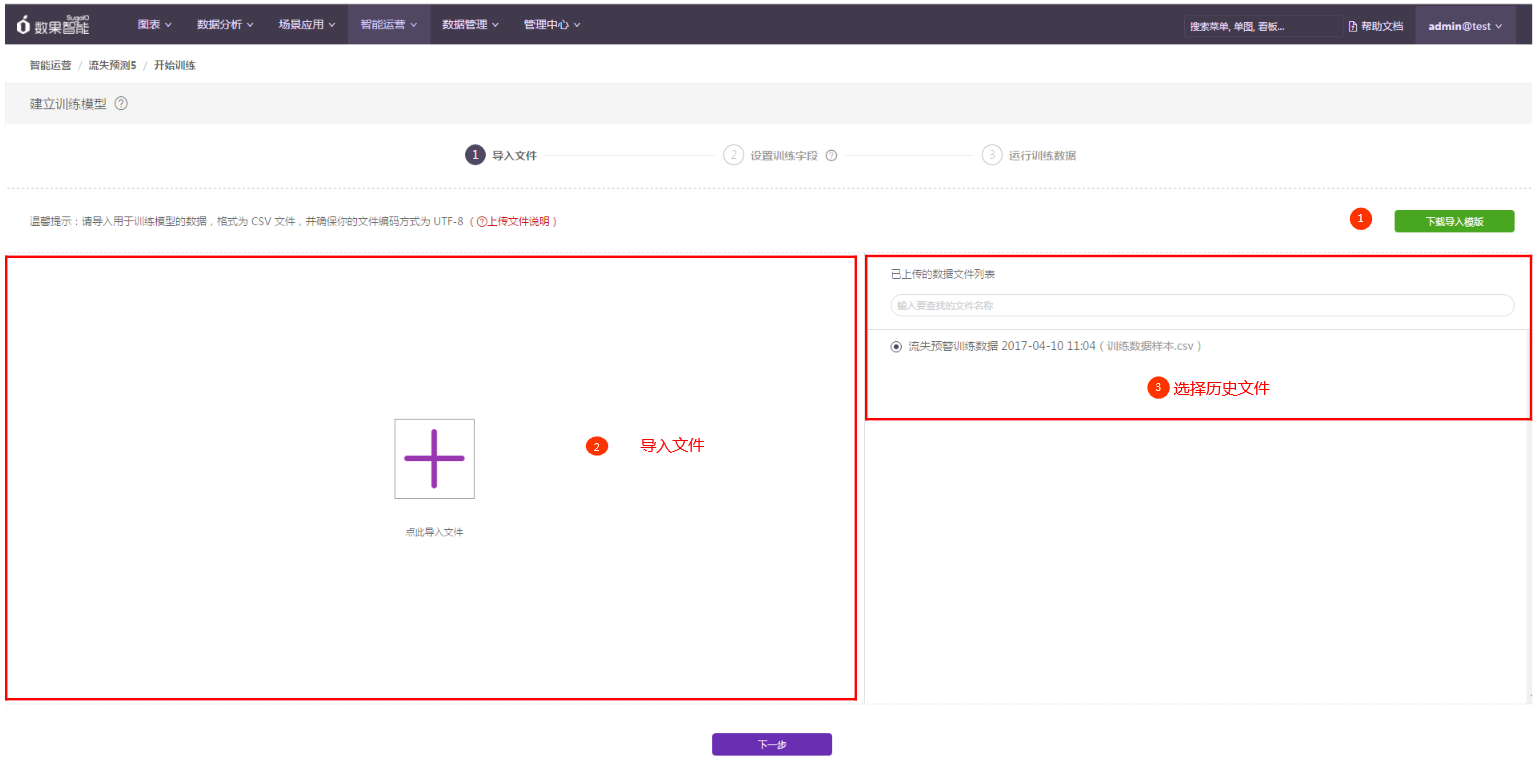 数果智能 SugoIO 图表 数据分析 场景应用 智能运营 数据管理 管理中心 搜索菜单, 单图, 看板... 帮助文档 admin@test
智能运营 / 流失预测5 / 开始训练
建立训练模型 ?
1 导入文件 2 设置训练字段 ? 3 运行训练数据
温馨提示：请导入用于训练模型的数据，格式为 CSV 文件，并确保你的文件编码方式为 UTF-8 （?上传文件说明）
1 下载导入模版
已上传的数据文件列表
输入要查找的文件名称
流失预警训练数据 2017-04-10 11:04 ( 训练数据样本.csv )
3 选择历史文件
2 导入文件
点此导入文件
下一步